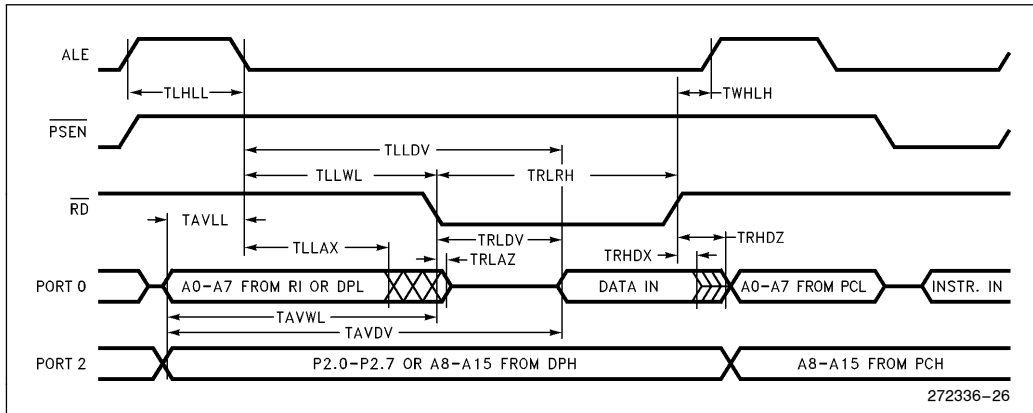 ALE
TLHLL
TWHLH
PSEN
TLLDV
TLLWL
TRLRH
RD
TAVLL
TLLAX
TRLDV
TRLAZ
TRHDX
TRHDZ
PORT 0
A0-A7 FROM RI OR DPL
DATA IN
A0-A7 FROM PCL
INSTR. IN
TAVWL
TAVDV
PORT 2
P2.0-P2.7 OR A8-A15 FROM DPH
A8-A15 FROM PCH
272336-26